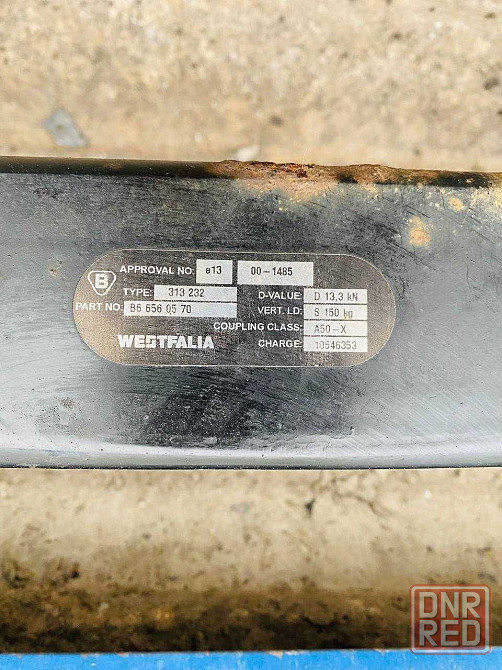 B
APPROVAL NO: e13 00-1485
TYPE: 313 232 D-VALUE: D 13,3 kN
PART NO: B6 656 05 70 VERT. LD: S 150 kg
COUPLING CLASS: A50-X
WESTFALIA CHARGE: 10546353
DNR
RED